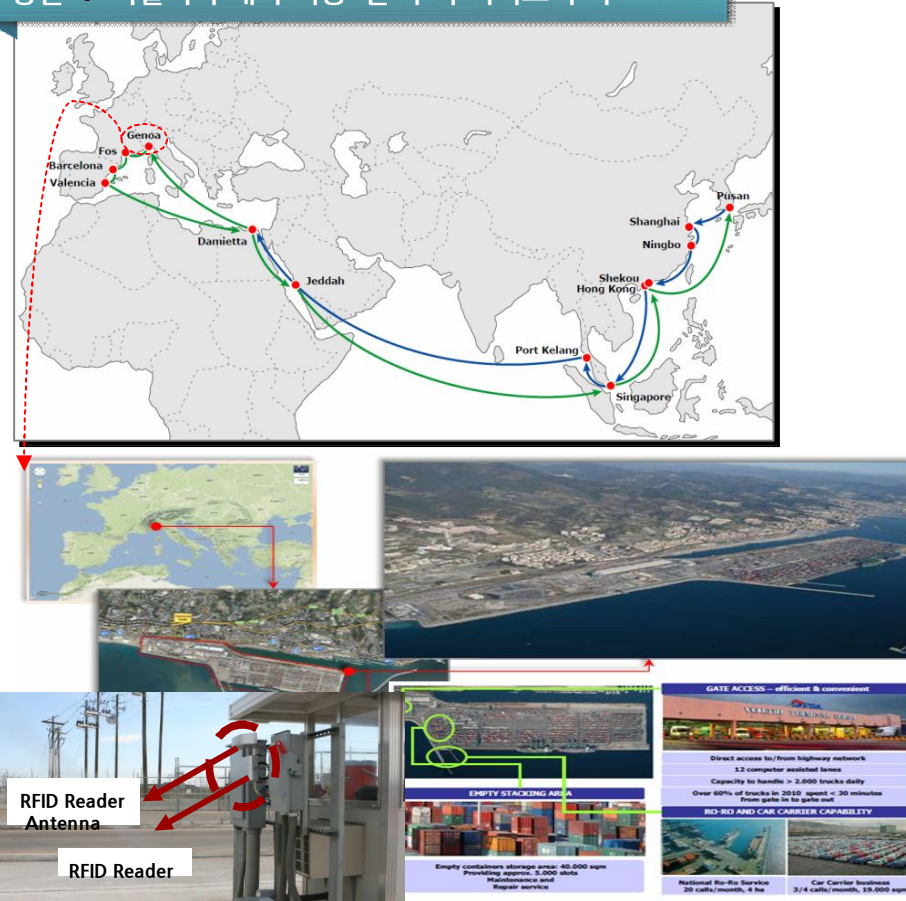 Genoa
Fos
Barcelona
Valencia
Damietta
Jeddah
Pusan
Shanghai
Ningbo
Shekou
Hong Kong
Port Kelang
Singapore
RFID Reader
Antenna
RFID Reader
GATE ACCESS – efficient & convenient
Direct access to/from highway network
12 computer assisted lanes
Capacity to handle > 2.000 trucks daily
Over 60% of trucks in 2010 spent < 30 minutes
from gate in to gate out
EMPTY STACKING AREA
Empty containers storage area: 40.000 sqm
Providing approx. 5.000 slots
Maintenance and
Repair service
RO-RO AND CAR CARRIER CAPABILITY
National Ro-Ro Service
20 calls/month, 4 ha
Car Carrier business
3/4 calls/month, 19.000 sqm